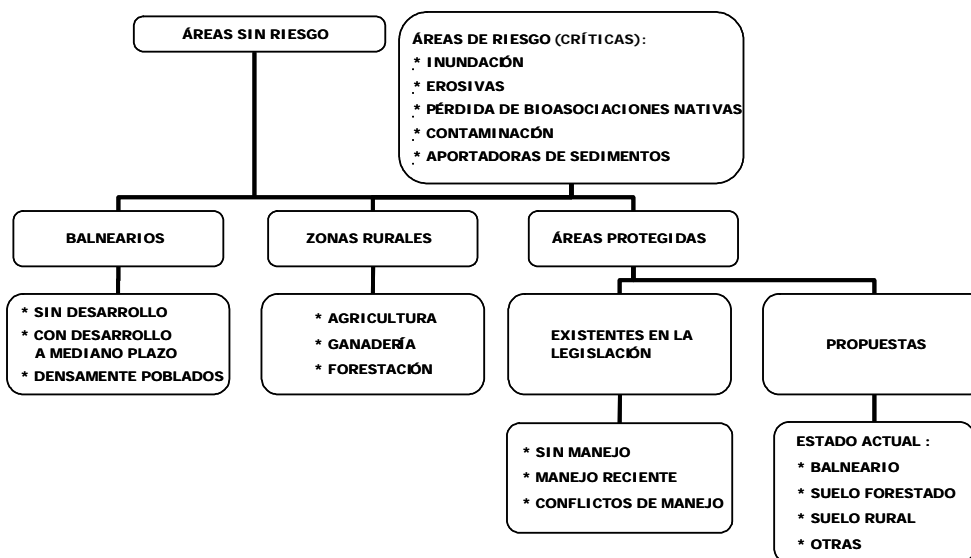 ÁREAS SIN RIESGO
ÁREAS DE RIESGO (CRÍTICAS):
* INUNDACIÓN
* EROSIVAS
* PÉRDIDA DE BIOASOCIACIONES NATIVAS
* CONTAMINACIÓN
* APORTADORAS DE SEDIMENTOS
BALNEARIOS
ZONAS RURALES
ÁREAS PROTEGIDAS
* SIN DESARROLLO
* CON DESARROLLO
A MEDIANO PLAZO
* DENSAMENTE POBLADOS
* AGRICULTURA
* GANADERÍA
* FORESTACIÓN
EXISTENTES EN LA
LEGISLACIÓN
PROPUESTAS
* SIN MANEJO
* MANEJO RECIENTE
* CONFLICTOS DE MANEJO
ESTADO ACTUAL :
* BALNEARIO
* SUELO FORESTADO
* SUELO RURAL
* OTRAS